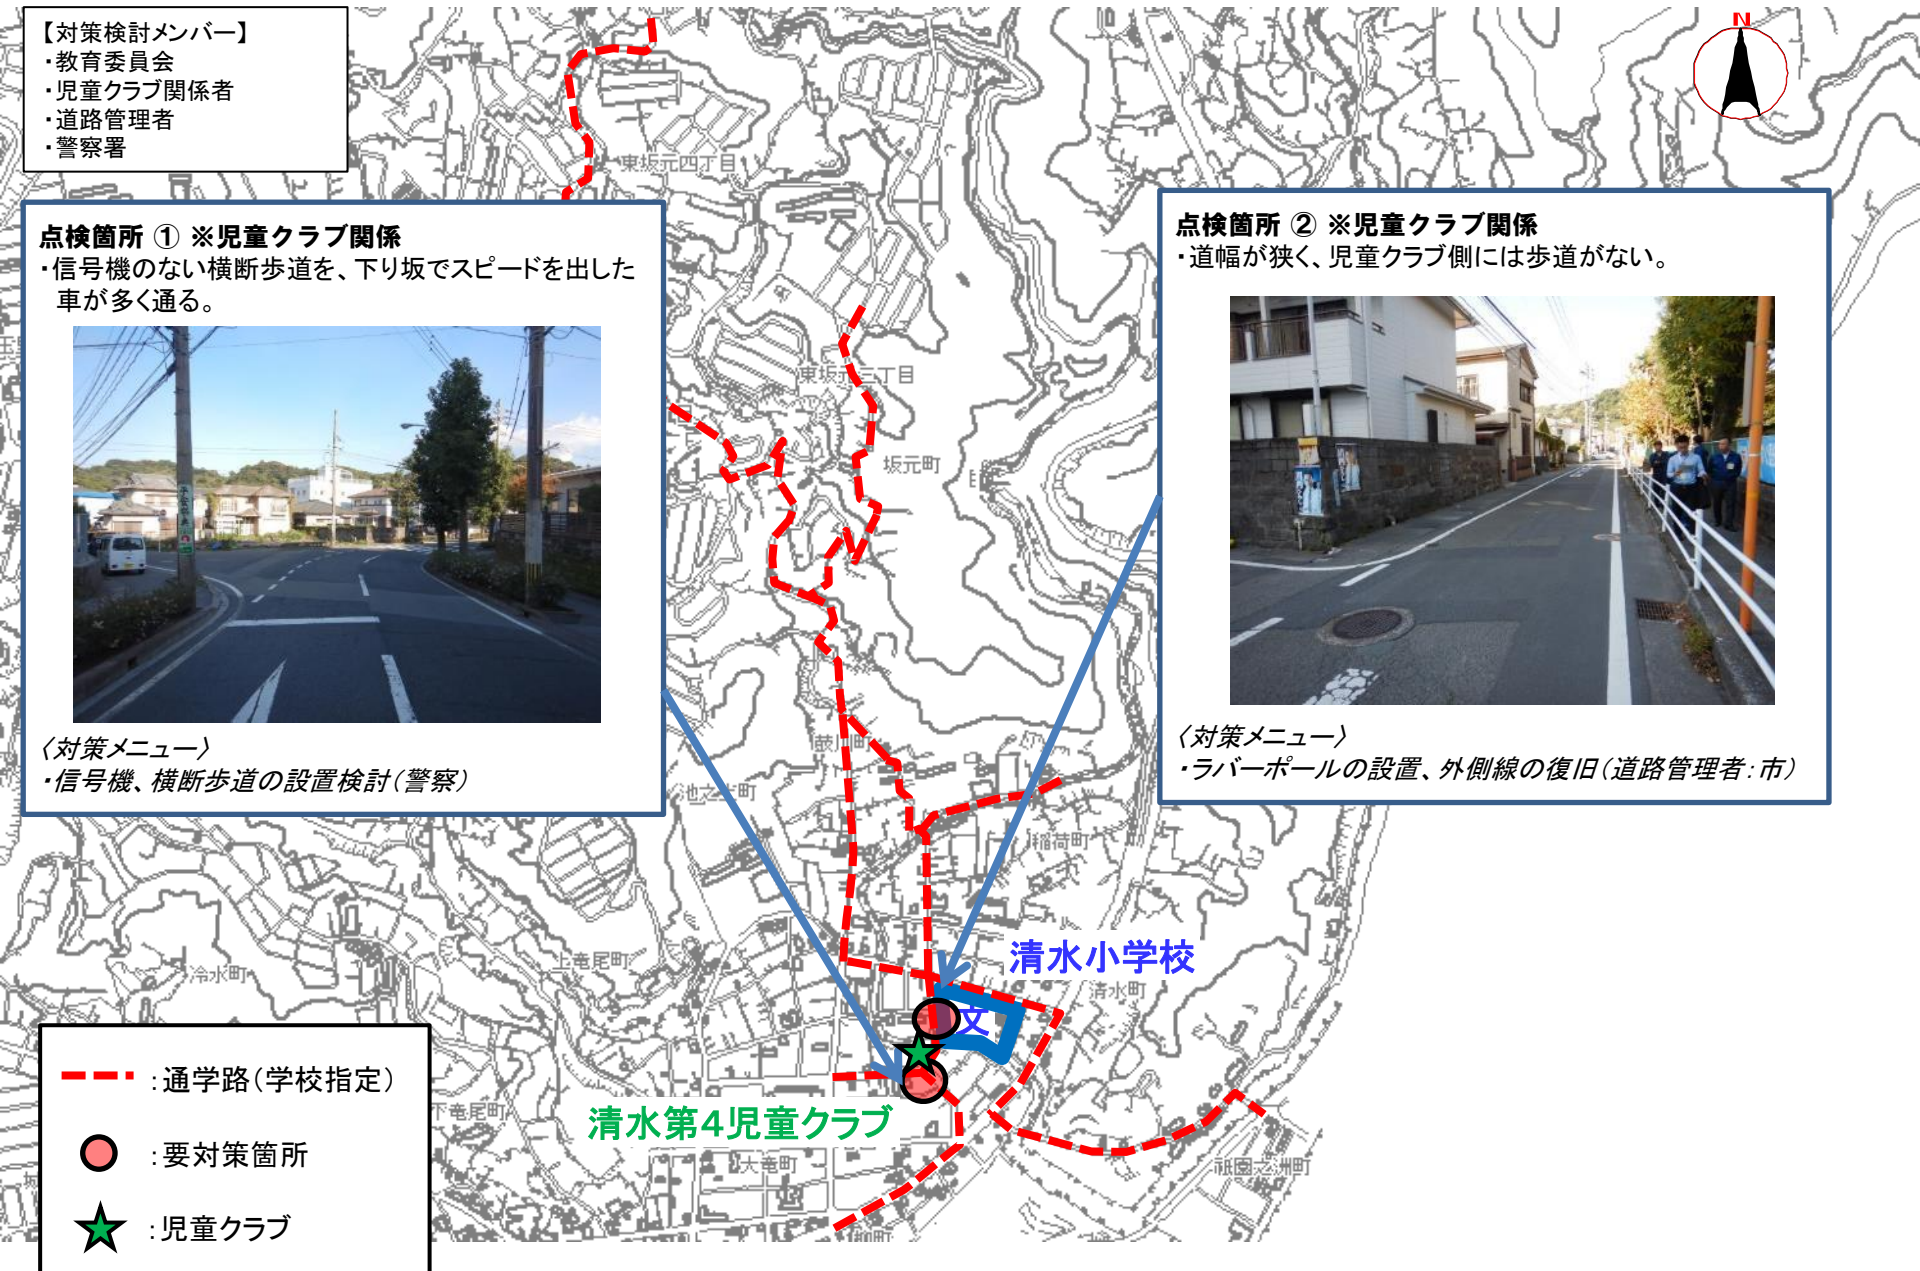 【対策検討メンバー】
・教育委員会
・児童クラブ関係者
・道路管理者
・警察署
N
東坂元四丁目
点検箇所 ① ※児童クラブ関係
・信号機のない横断歩道を、下り坂でスピードを出した
車が多く通る。
〈対策メニュー〉
・信号機、横断歩道の設置検討（警察）
点検箇所 ② ※児童クラブ関係
・道幅が狭く、児童クラブ側には歩道がない。
〈対策メニュー〉
・ラバーポールの設置、外側線の復旧（道路管理者：市）
東坂元三丁目
坂元町
鼓川町
池之上町
稲荷町
上竜尾町
冷水町
清水小学校
清水町
文
下竜尾町
清水第4児童クラブ
大竜町
祇園之洲町
柳町
：通学路（学校指定）
：要対策箇所
：児童クラブ